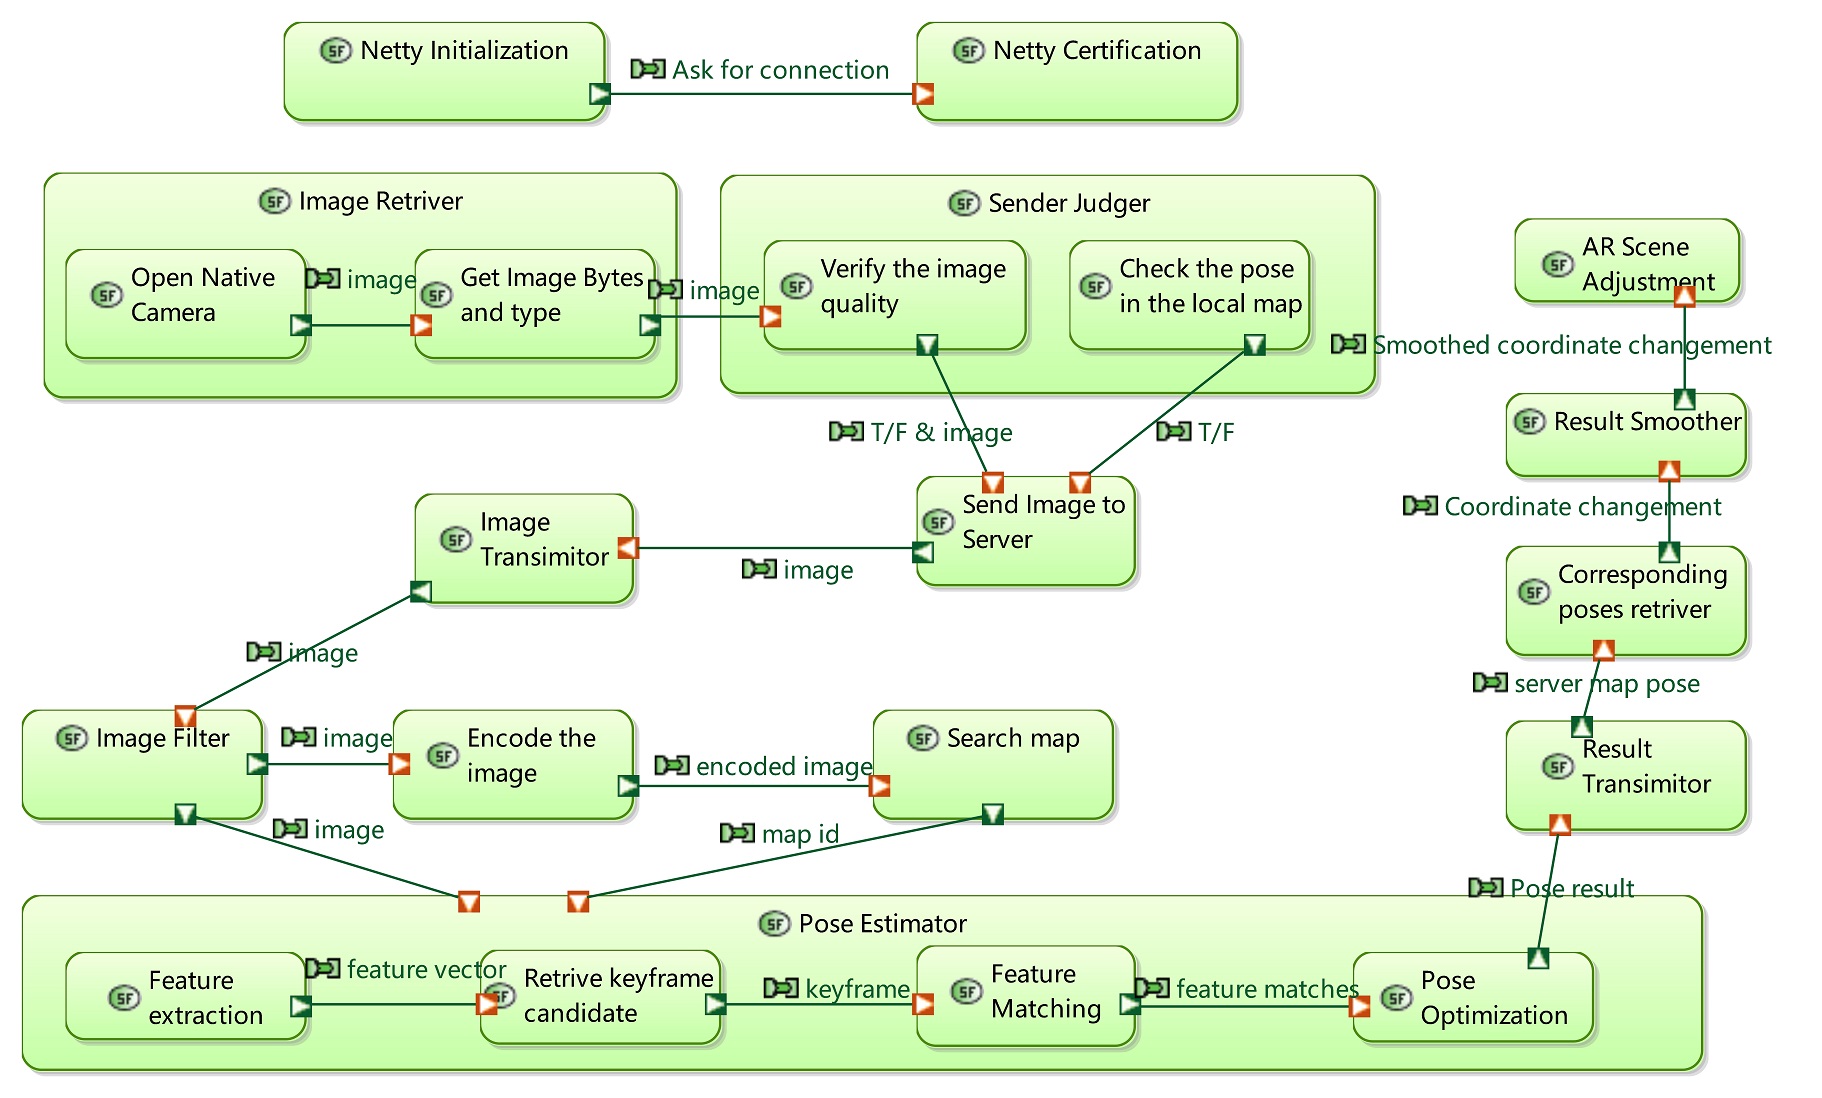 SF Netty Initialization
Ask for connection
SF Netty Certification
SF Image Retriver
SF Open Native
Camera
image
SF Get Image Bytes
and type
image
SF Sender Judger
SF Verify the image
quality
SF Check the pose
in the local map
SF AR Scene
Adjustment
Smoothed coordinate changement
T/F & image
T/F
SF Result Smoother
Coordinate changement
SF Image
Transimitor
image
SF Send Image to
Server
SF Corresponding
poses retriver
image
server map pose
SF Image Filter
image
SF Encode the
image
encoded image
SF Search map
SF Result
Transimitor
image
map id
Pose result
SF Pose Estimator
SF Feature
extraction
feature vector
SF Retrive keyframe
candidate
keyframe
SF Feature
Matching
feature matches
SF Pose
Optimization